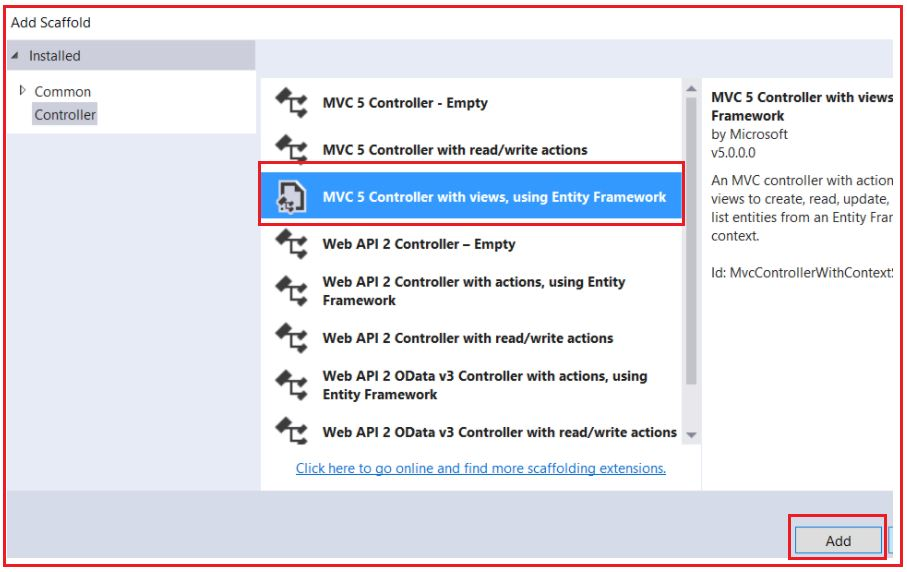 Add Scaffold
Installed
Common
Controller
MVC 5 Controller - Empty
MVC 5 Controller with read/write actions
MVC 5 Controller with views, using Entity Framework
Web API 2 Controller – Empty
Web API 2 Controller with actions, using Entity
Framework
Web API 2 Controller with read/write actions
Web API 2 OData v3 Controller with actions, using
Entity Framework
Web API 2 OData v3 Controller with read/write actions
Click here to go online and find more scaffolding extensions.
MVC 5 Controller with views
Framework
by Microsoft
v5.0.0.0
An MVC controller with action
views to create, read, update,
list entities from an Entity Fra
context.
Id: MvcControllerWithContext
Add